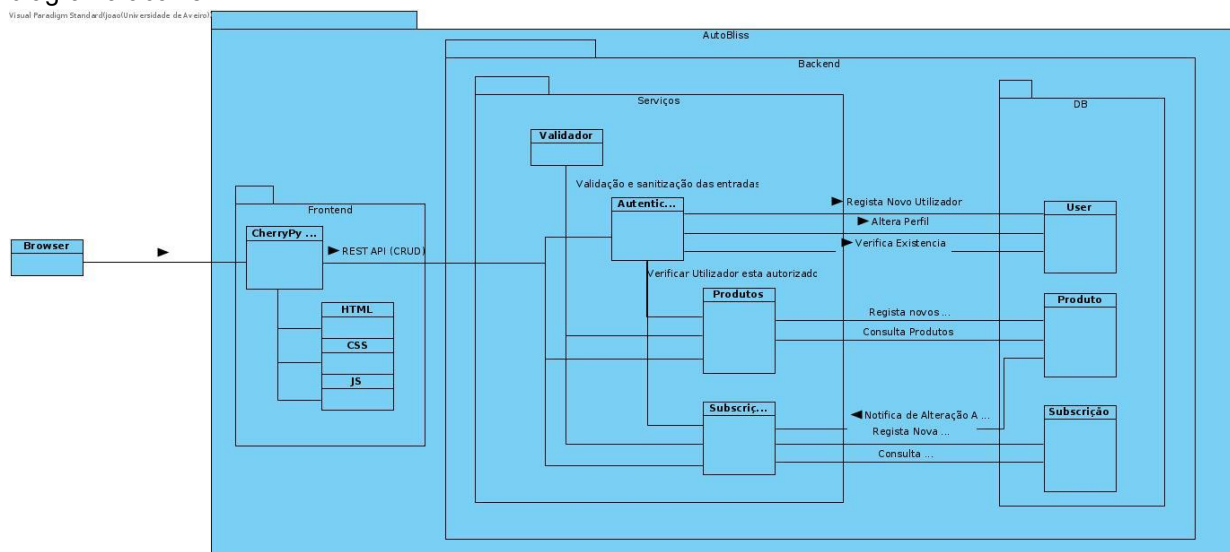 Visual Paradigm Standard(joao(Universidade de Aveiro)
AutoBliss
Backend
Serviços
DB
Validador
Validação e sanitização das entradas
Autentic...
Regista Novo Utilizador
Altera Perfil
Verifica Existencia
User
Frontend
CherryPy ...
REST API (CRUD)
Browser
Verificar Utilizador esta autorizado
Produtos
Regista novos ...
Consulta Produtos
Produto
HTML
CSS
JS
Subscriç...
Notifica de Alteração A ...
Regista Nova ...
Consulta ...
Subscrição